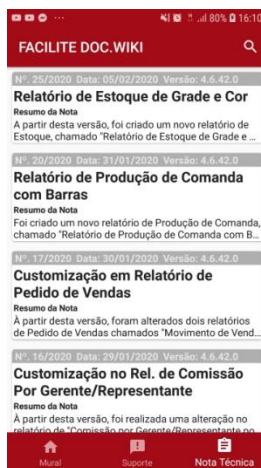 80% 16:10
FACILITE DOC.WIKI
Nº. 25/2020 Data: 05/02/2020 Versão: 4.6.42.0
Relatório de Estoque de Grade e Cor
Resumo da Nota
A partir desta versão, foi criado um novo relatório de
Estoque, chamado "Relatório de Estoque de Grade e ...
Nº. 20/2020 Data: 31/01/2020 Versão: 4.6.42.0
Relatório de Produção de Comanda
com Barras
Resumo da Nota
Foi criado um novo relatório de Produção de Comanda,
chamado "Relatório de Produção de Comanda com B...
Nº. 17/2020 Data: 30/01/2020 Versão: 4.6.42.0
Customização em Relatório de
Pedido de Vendas
Resumo da Nota
À partir desta versão, foram alterados dois relatórios
de Pedido de Vendas chamados "Movimento de Vend...
Nº. 16/2020 Data: 29/01/2020 Versão: 4.6.42.0
Customização no Rel. de Comissão
Por Gerente/Representante
Resumo da Nota
À partir desta versão, foi realizada uma alteração no
relatório de "Comissão por Gerente/Representante no
Mural Suporte Nota Técnica